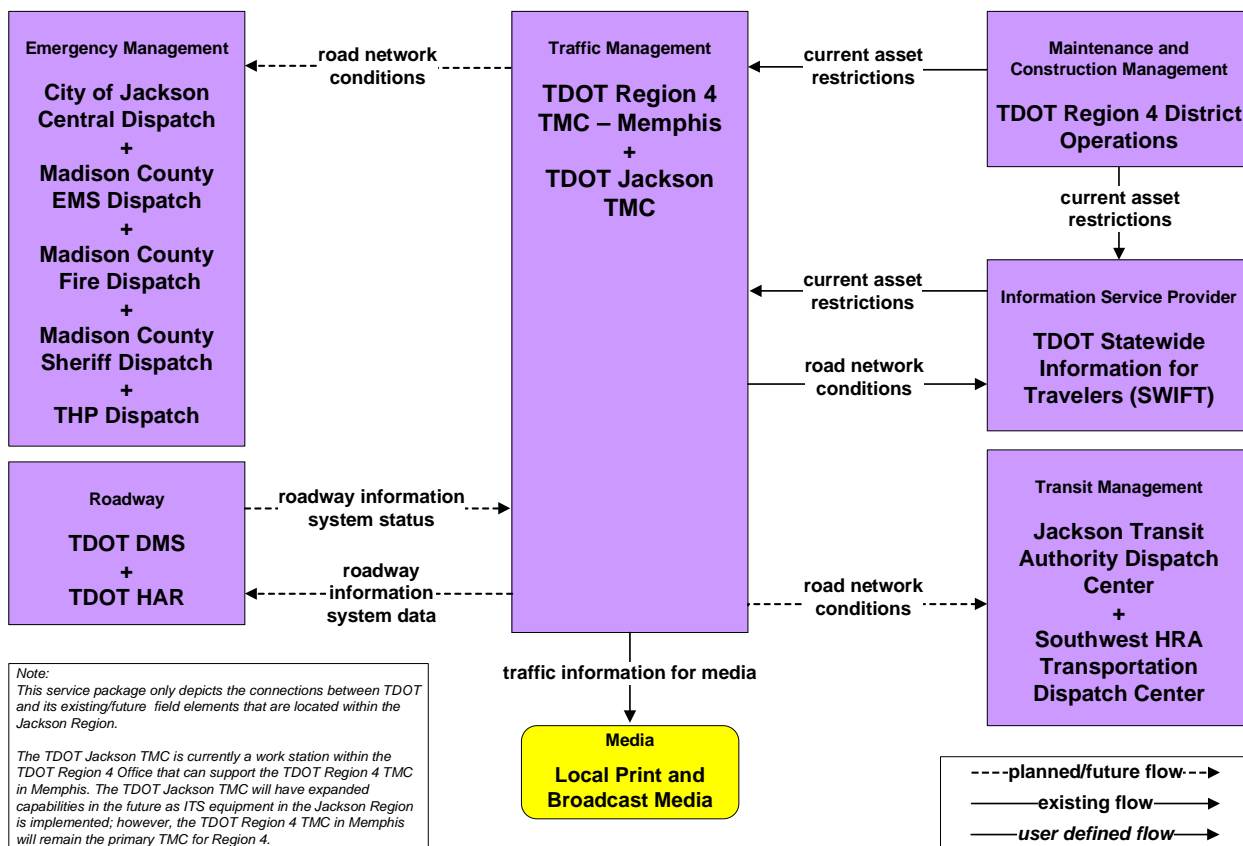 Emergency Management
City of Jackson
Central Dispatch
+
Madison County
EMS Dispatch
+
Madison County
Fire Dispatch
+
Madison County
Sheriff Dispatch
+
THP Dispatch
road network
conditions
Traffic Management
TDOT Region 4
TMC – Memphis
+
TDOT Jackson
TMC
current asset
restrictions
Maintenance and
Construction Management
TDOT Region 4 District
Operations
current asset
restrictions
current asset
restrictions
road network
conditions
Information Service Provider
TDOT Statewide
Information for
Travelers (SWIFT)
Roadway
TDOT DMS
+
TDOT HAR
roadway information
system status
roadway
information
system data
road network
conditions
Transit Management
Jackson Transit
Authority Dispatch
Center
+
Southwest HRA
Transportation
Dispatch Center
traffic information for media
Media
Local Print and
Broadcast Media
Note:
This service package only depicts the connections between TDOT
and its existing/future field elements that are located within the
Jackson Region.
The TDOT Jackson TMC is currently a work station within the
TDOT Region 4 Office that can support the TDOT Region 4 TMC
in Memphis. The TDOT Jackson TMC will have expanded
capabilities in the future as ITS equipment in the Jackson Region
is implemented; however, the TDOT Region 4 TMC in Memphis
will remain the primary TMC for Region 4.
planned/future flow
existing flow
user defined flow